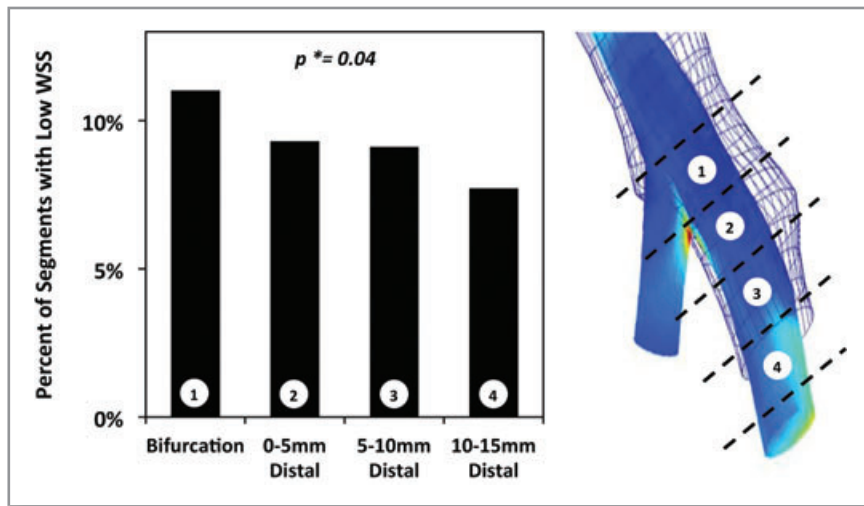 Percent of Segments with Low WSS
p *= 0.04
10%
5%
0%
1
2
3
4
Bifurcation
0-5mm
Distal
5-10mm
Distal
10-15mm
Distal
1
2
3
4